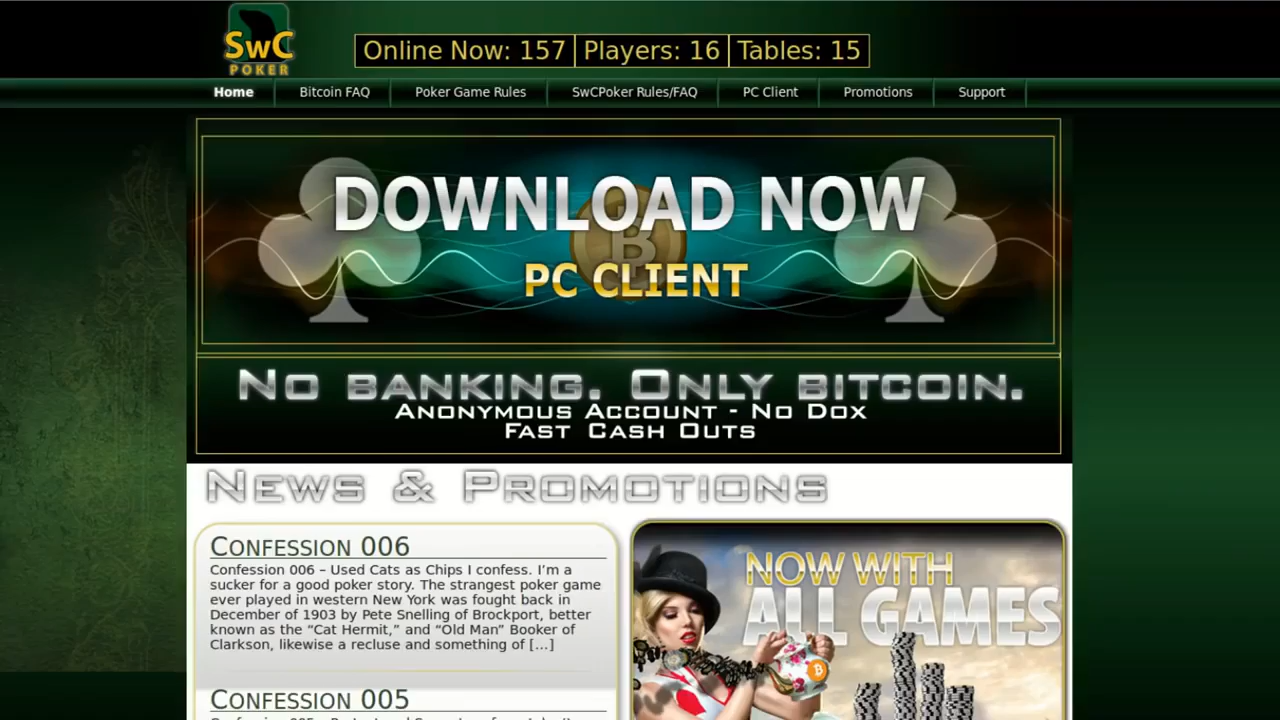 SwC
POKER
Online Now: 157 Players: 16 Tables: 15
Home Bitcoin FAQ Poker Game Rules SwCPoker Rules/FAQ PC Client Promotions Support
DOWNLOAD NOW
PC CLIENT
No banking. Only bitcoin.
Anonymous Account - No Dox
Fast Cash Outs
News & Promotions
Confession 006
Confession 006 – Used Cats as Chips I confess. I’m a
sucker for a good poker story. The strangest poker game
ever played in western New York was fought back in
December of 1903 by Pete Snelling of Brockport, better
known as the “Cat Hermit,” and “Old Man” Booker of
Clarkson, likewise a recluse and something of [...]
Confession 005
NOW WITH
ALL GAMES